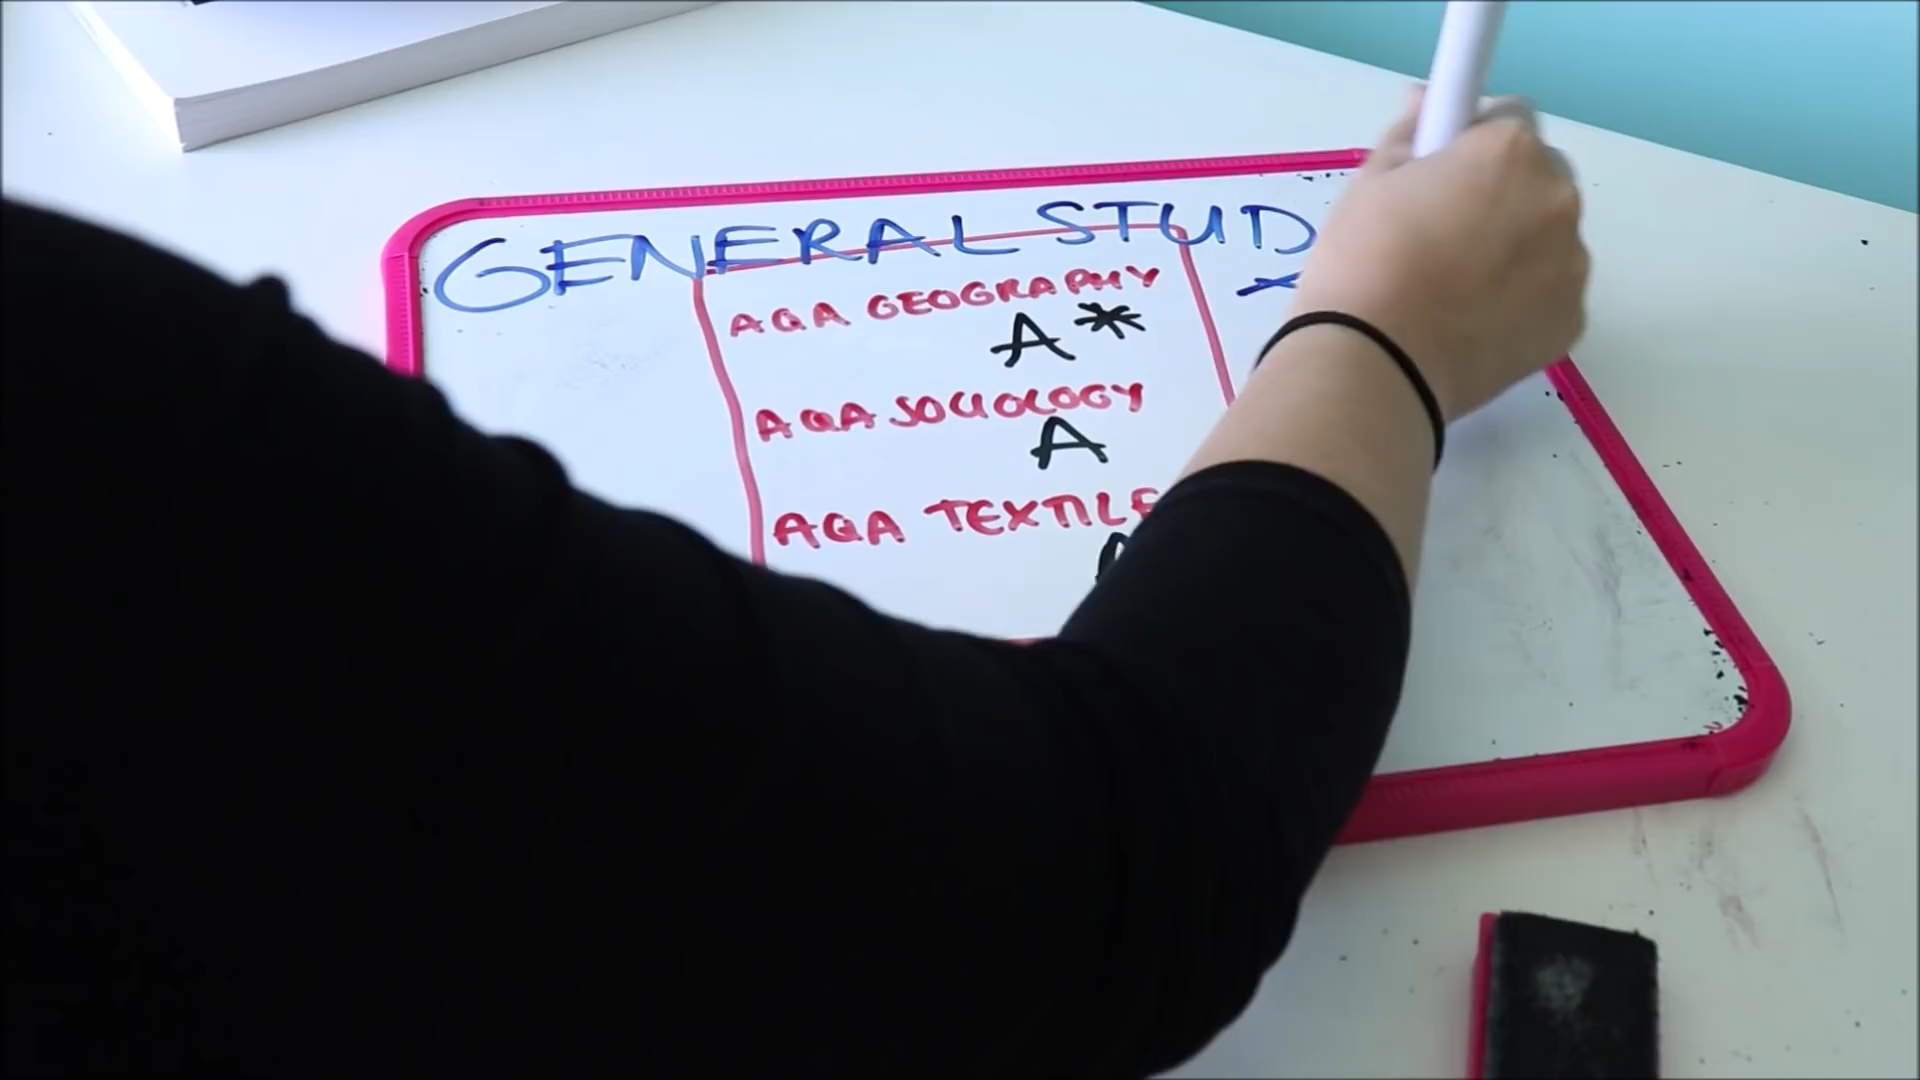 GENERAL STUD
AQA GEOGRAPHY
A*
AQA SOCIOLOGY
A
AQA TEXTILE